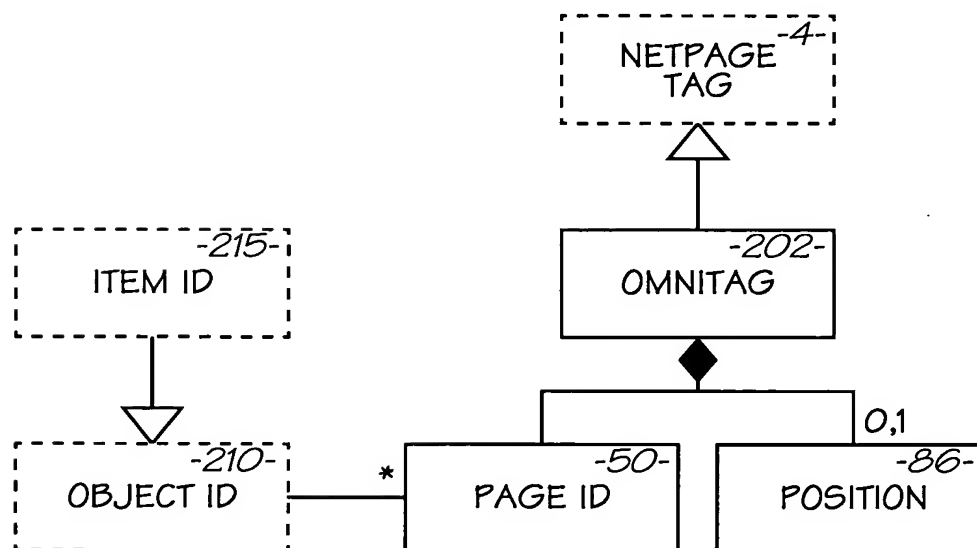 -4-
NETPAGE
TAG
-215-
ITEM ID
-202-
OMNITAG
0,1
-210-
OBJECT ID
*
-50-
PAGE ID
-86-
POSITION